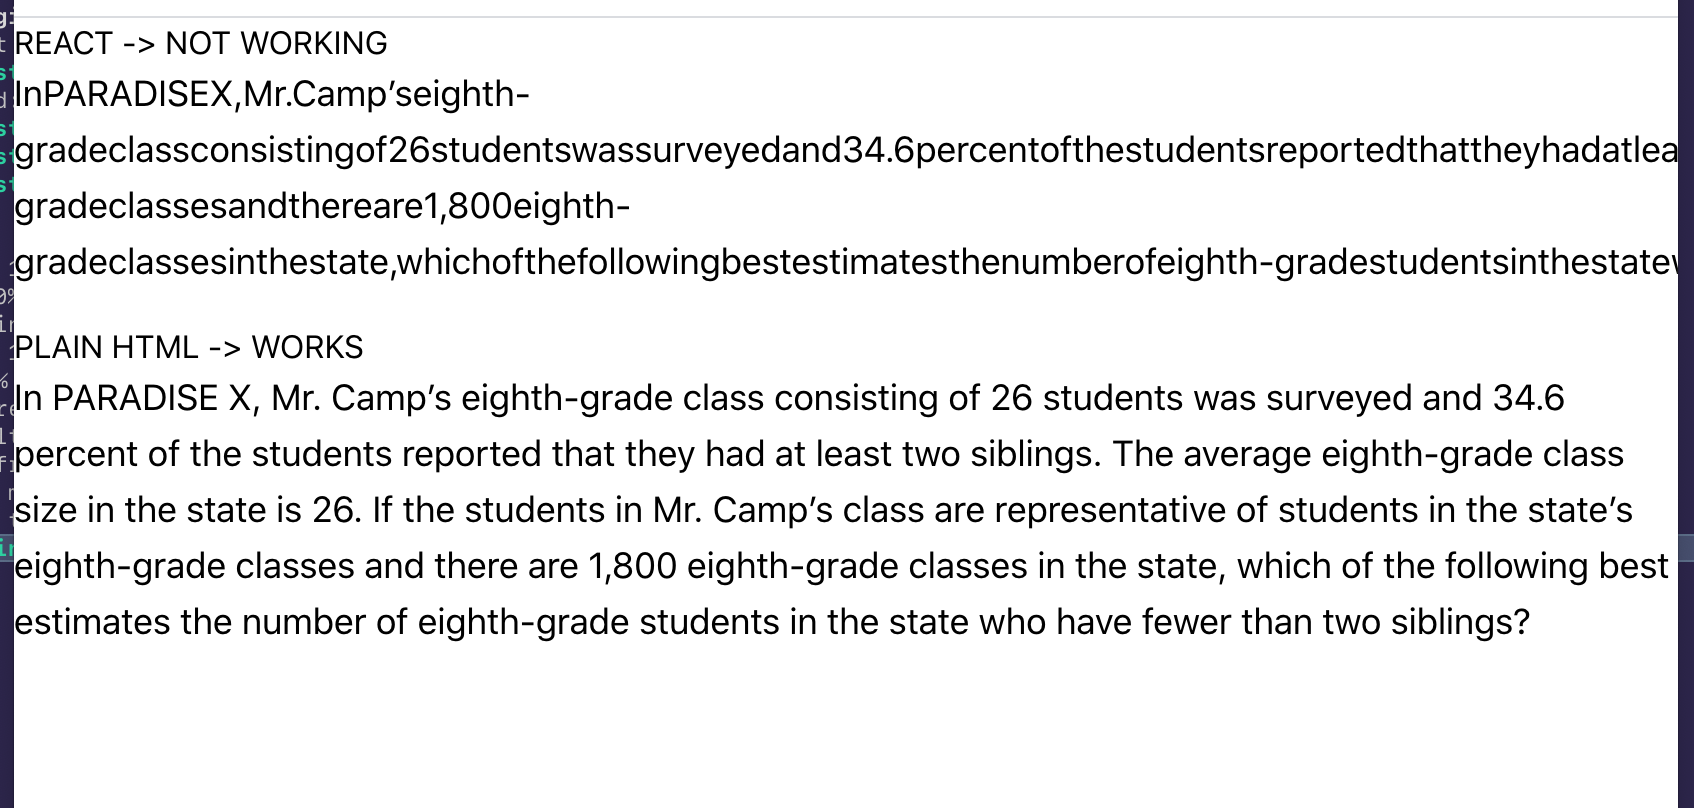 REACT -> NOT WORKING
InPARADISEX,Mr.Camp’seighth-
gradeclassconsistingof26studentswassurveyedand34.6percentofthestudentsreportedthattheyhadatlea
gradeclassesandthereare1,800eighth-
gradeclassesinthestate,whichofthefollowingbestestimatesthenumberofeighth-gradestudentsinthestatew
PLAIN HTML -> WORKS
In PARADISE X, Mr. Camp’s eighth-grade class consisting of 26 students was surveyed and 34.6
percent of the students reported that they had at least two siblings. The average eighth-grade class
size in the state is 26. If the students in Mr. Camp’s class are representative of students in the state’s
eighth-grade classes and there are 1,800 eighth-grade classes in the state, which of the following best
estimates the number of eighth-grade students in the state who have fewer than two siblings?